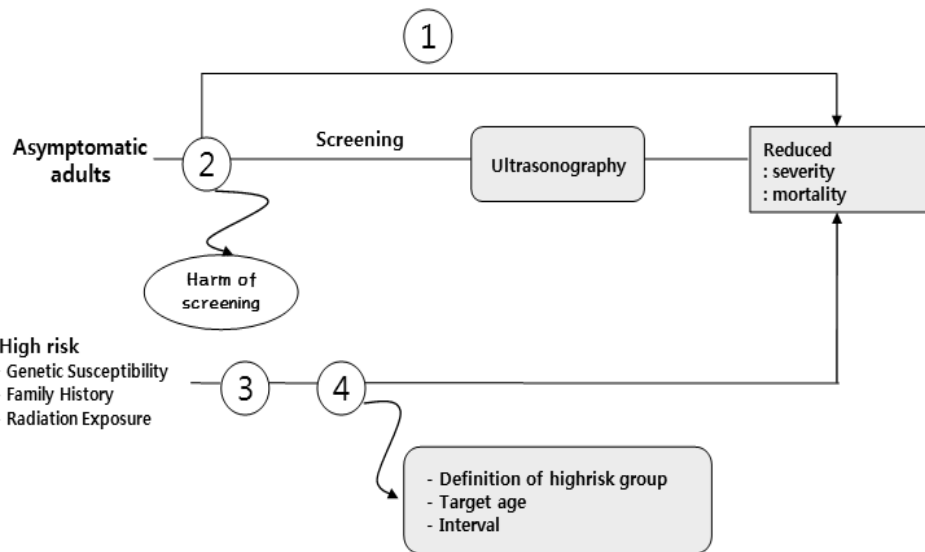 1
Asymptomatic
adults
2
Screening
Ultrasonography
Reduced
: severity
: mortality
Harm of
screening
High risk
Genetic Susceptibility
Family History
Radiation Exposure
3
4
- Definition of highrisk group
- Target age
- Interval